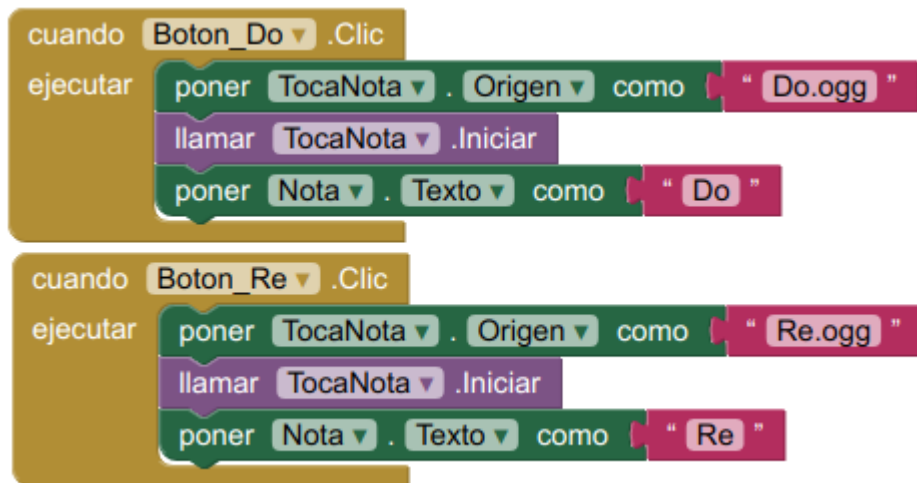 cuando Boton_Do .Clic
ejecutar poner TocaNota . Origen como " Do.ogg "
llamar TocaNota .Iniciar
poner Nota . Texto como " Do "
cuando Boton_Re .Clic
ejecutar poner TocaNota . Origen como " Re.ogg "
llamar TocaNota .Iniciar
poner Nota . Texto como " Re "